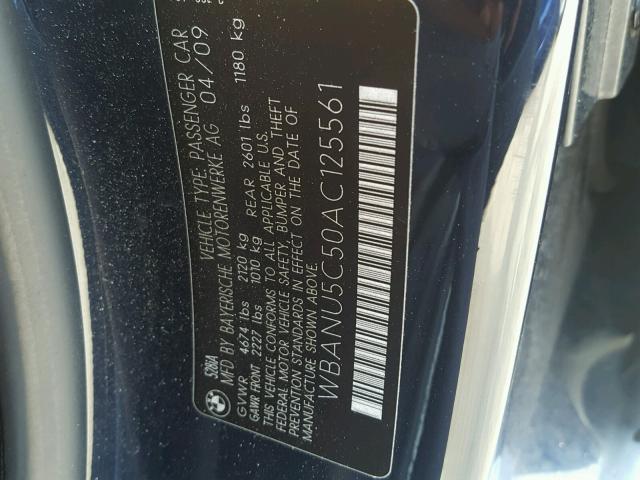 528iA
VEHICLE TYPE: PASSENGER CAR
MFD BY BAYERISCHE MOTORENWERKE AG 04/09
GVWR 4674 lbs 2120 kg
GAWR FRONT 2227 lbs 1010 kg REAR 2601 lbs 1180 kg
THIS VEHICLE CONFORMS TO ALL APPLICABLE U.S.
FEDERAL MOTOR VEHICLE SAFETY, BUMPER AND THEFT
PREVENTION STANDARDS IN EFFECT ON THE DATE OF
MANUFACTURE SHOWN ABOVE.
WBANU5C50AC125561